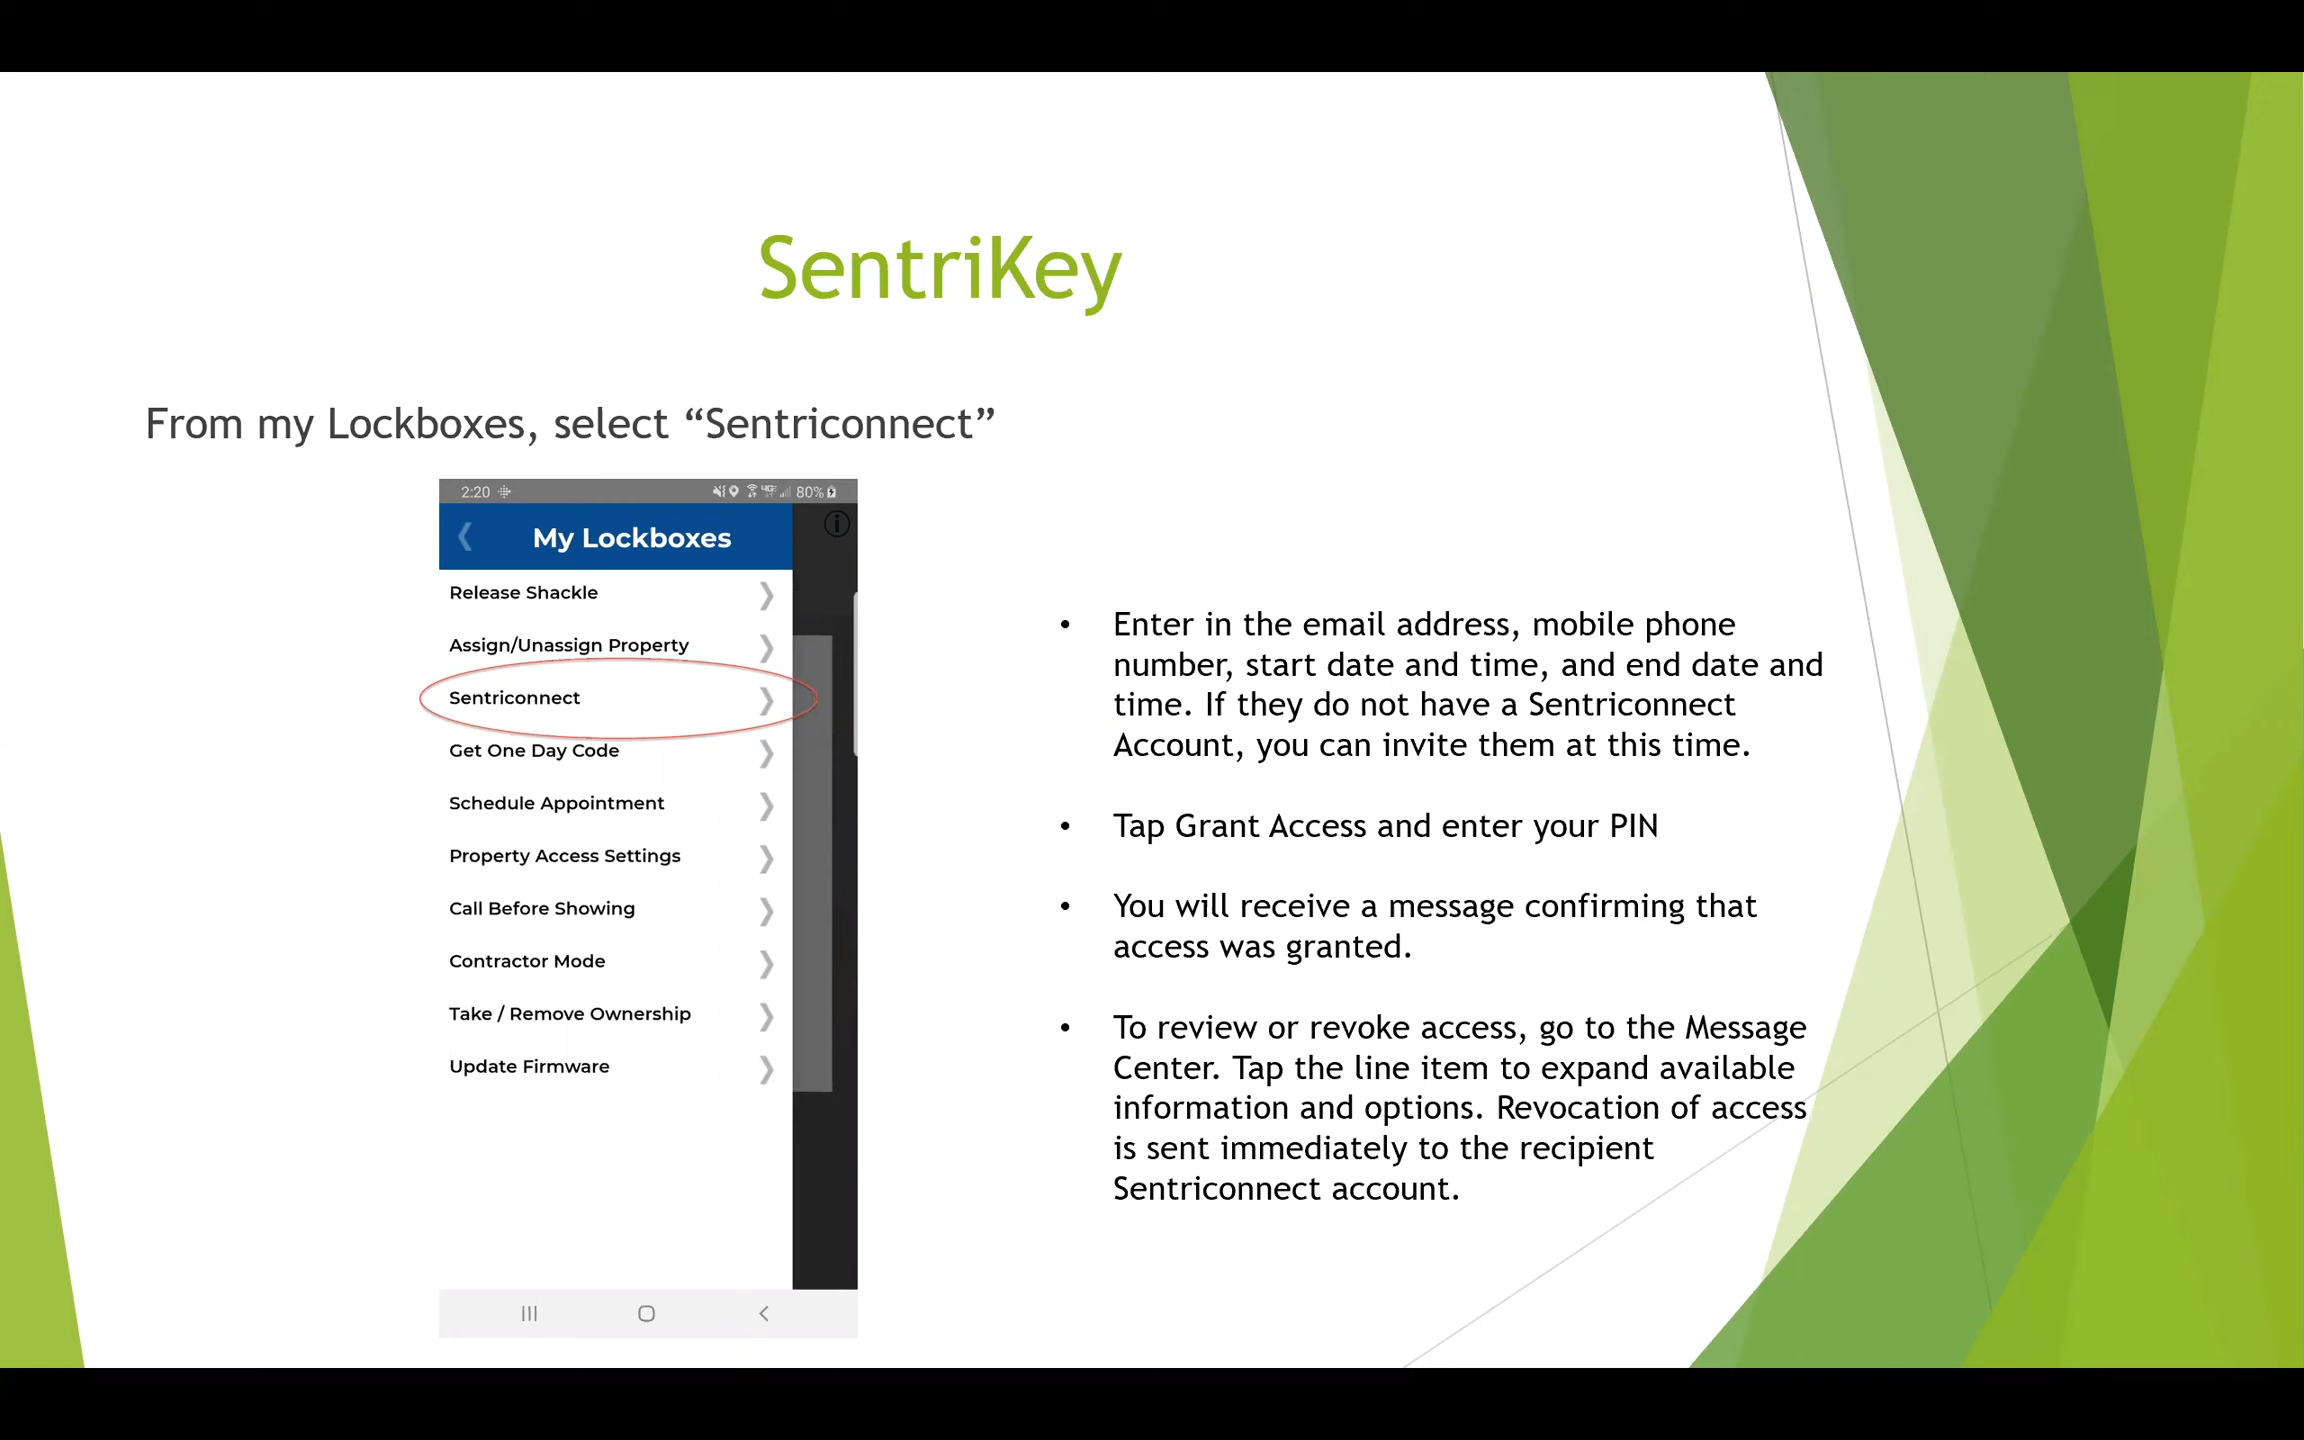 SentriKey
From my Lockboxes, select “Sentriconnect”
2:20 80%
My Lockboxes
Release Shackle
Assign/Unassign Property
Sentriconnect
Get One Day Code
Schedule Appointment
Property Access Settings
Call Before Showing
Contractor Mode
Take / Remove Ownership
Update Firmware
• Enter in the email address, mobile phone
number, start date and time, and end date and
time. If they do not have a Sentriconnect
Account, you can invite them at this time.
• Tap Grant Access and enter your PIN
• You will receive a message confirming that
access was granted.
• To review or revoke access, go to the Message
Center. Tap the line item to expand available
information and options. Revocation of access
is sent immediately to the recipient
Sentriconnect account.